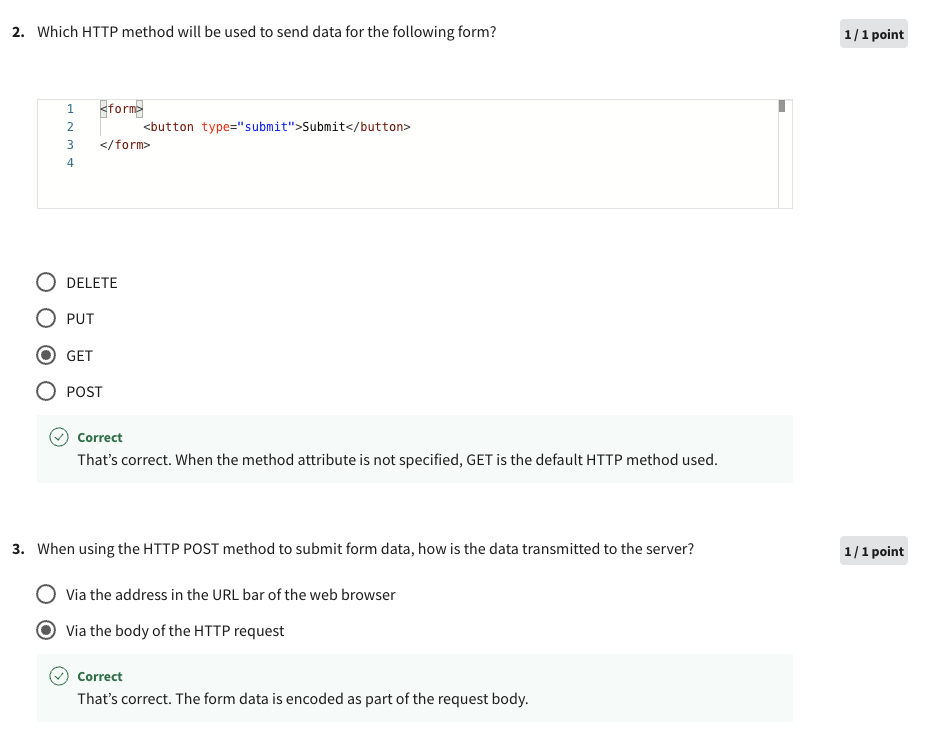 2. Which HTTP method will be used to send data for the following form?
1 / 1 point
1 <form>
2 <button type="submit">Submit</button>
3 </form>
4
DELETE
PUT
GET
POST
Correct
That’s correct. When the method attribute is not specified, GET is the default HTTP method used.
3. When using the HTTP POST method to submit form data, how is the data transmitted to the server?
1 / 1 point
Via the address in the URL bar of the web browser
Via the body of the HTTP request
Correct
That’s correct. The form data is encoded as part of the request body.